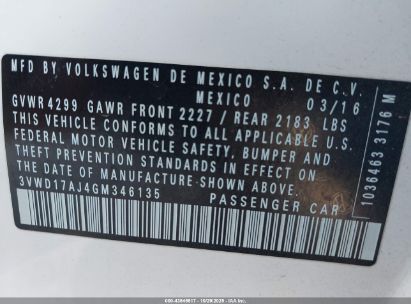 MFD BY VOLKSWAGEN DE MEXICO S.A. DE C.V.
MEXICO 03/16
GVWR 4299 GAWR FRONT 2227 / REAR 2183 LBS
THIS VEHICLE CONFORMS TO ALL APPLICABLE U.S.
FEDERAL MOTOR VEHICLE SAFETY, BUMPER AND
THEFT PREVENTION STANDARDS IN EFFECT ON
THE DATE OF MANUFACTURE SHOWN ABOVE.
3VWD17AJ4GM346135
PASSENGER CAR
1036463 3176 M